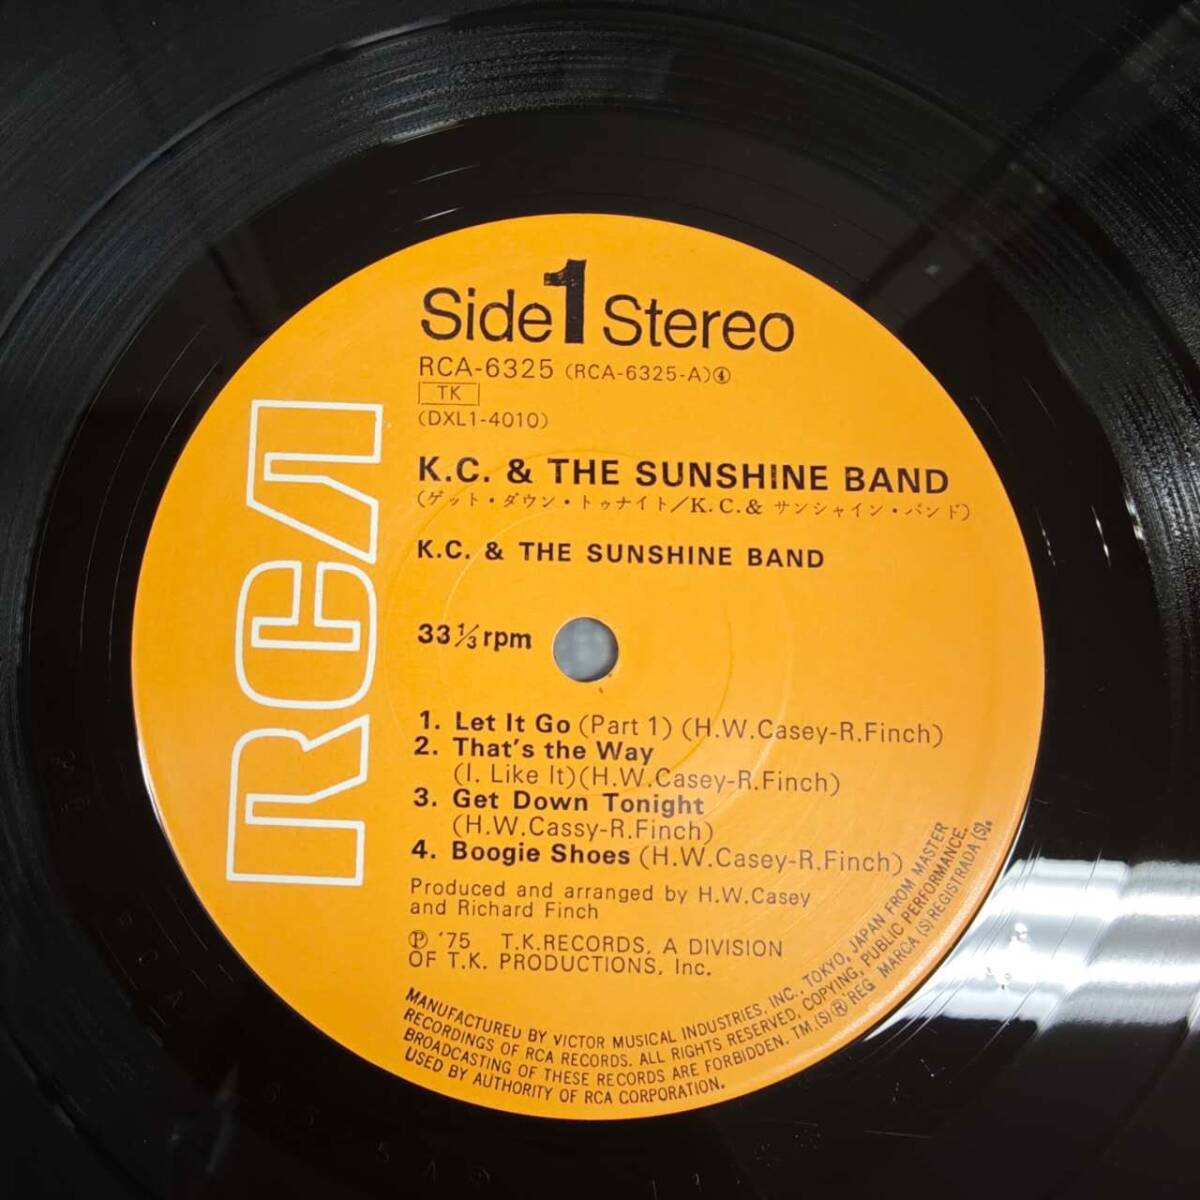 RCA
Side 1 Stereo
RCA-6325 (RCA-6325-A)④
TK
(DXL1-4010)
K.C. & THE SUNSHINE BAND
(ゲット・ダウン・トゥナイト/K.C.& サンシャイン・バンド)
K.C. & THE SUNSHINE BAND
33 1/3 rpm
1. Let It Go (Part 1) (H.W.Casey-R.Finch)
2. That's the Way
(I. Like It)(H.W.Casey-R.Finch)
3. Get Down Tonight
(H.W.Cassy-R.Finch)
4. Boogie Shoes (H.W.Casey-R.Finch)
Produced and arranged by H.W.Casey
and Richard Finch
Ⓟ '75 T.K.RECORDS, A DIVISION
OF T.K. PRODUCTIONS, Inc.
MANUFACTURED BY VICTOR MUSICAL INDUSTRIES, INC., TOKYO, JAPAN FROM MASTER
RECORDINGS OF RCA RECORDS. ALL RIGHTS RESERVED. COPYING, PUBLIC PERFORMANCE,
BROADCASTING OF THESE RECORDS ARE FORBIDDEN. TM.(S) ® REG MARCA (S) REGISTRADA (S).
USED BY AUTHORITY OF RCA CORPORATION.